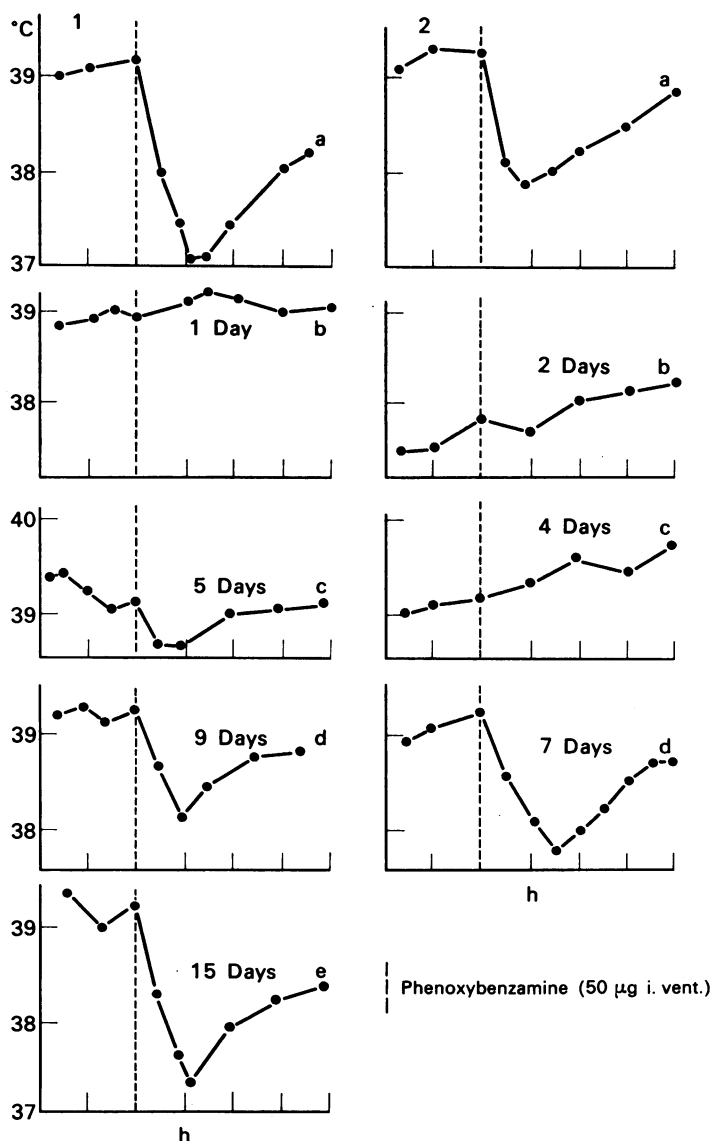 °C
1
2
39
38
37
a
a
39
38
1 Day
b
2 Days
b
40
39
5 Days
c
4 Days
c
39
38
9 Days
d
7 Days
d
h
39
38
37
15 Days
e
h
Phenoxybenzamine (50 µg i. vent.)